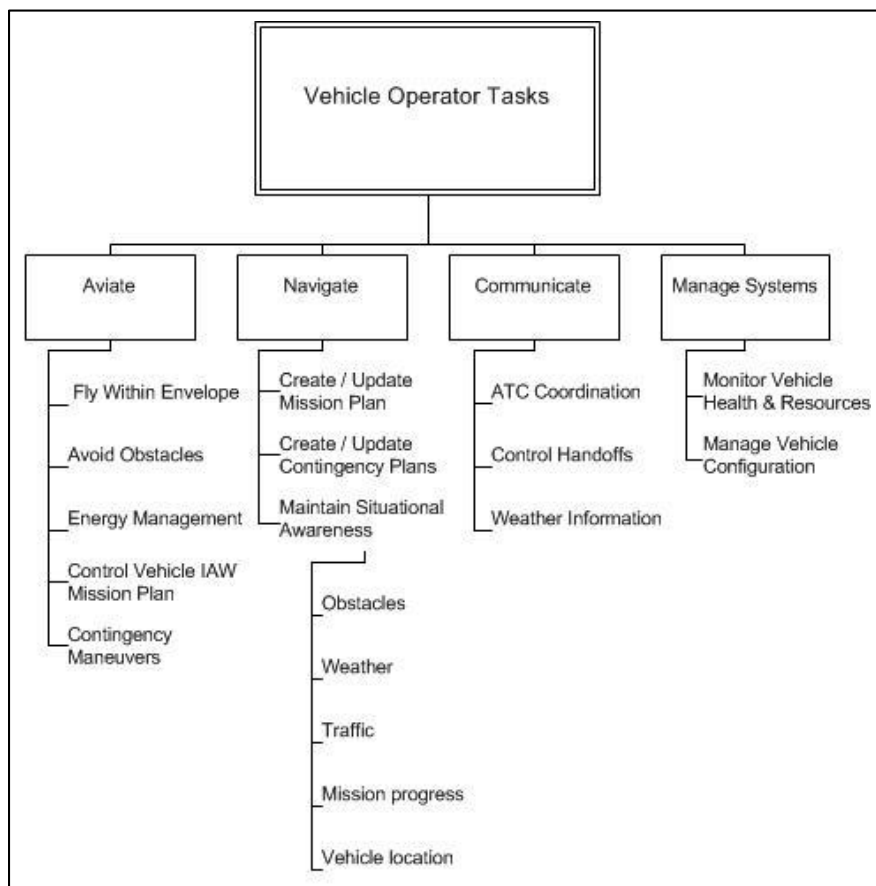 Vehicle Operator Tasks
Aviate
Navigate
Communicate
Manage Systems
Fly Within Envelope
Avoid Obstacles
Energy Management
Control Vehicle IAW
Mission Plan
Contingency
Maneuvers
Create / Update
Mission Plan
Create / Update
Contingency Plans
Maintain Situational
Awareness
Obstacles
Weather
Traffic
Mission progress
Vehicle location
ATC Coordination
Control Handoffs
Weather Information
Monitor Vehicle
Health & Resources
Manage Vehicle
Configuration